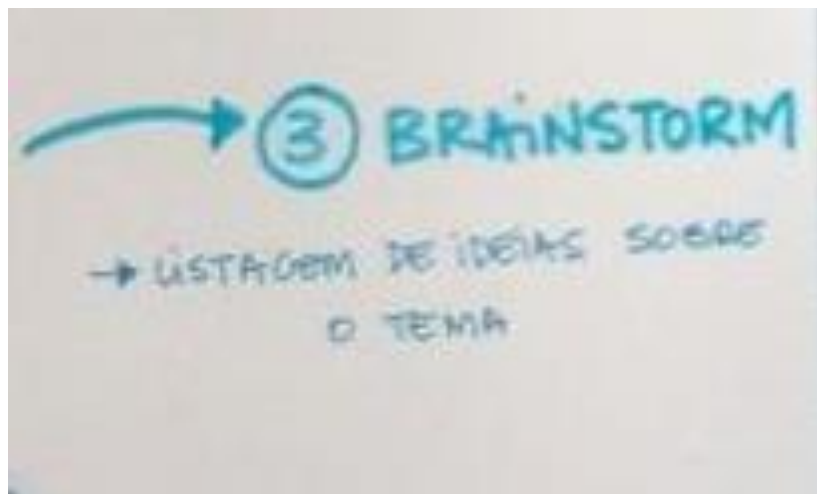 → ③ BRAiNSTORM
→ LiSTAGEM DE iDEiAS SOBRE
O TEMA